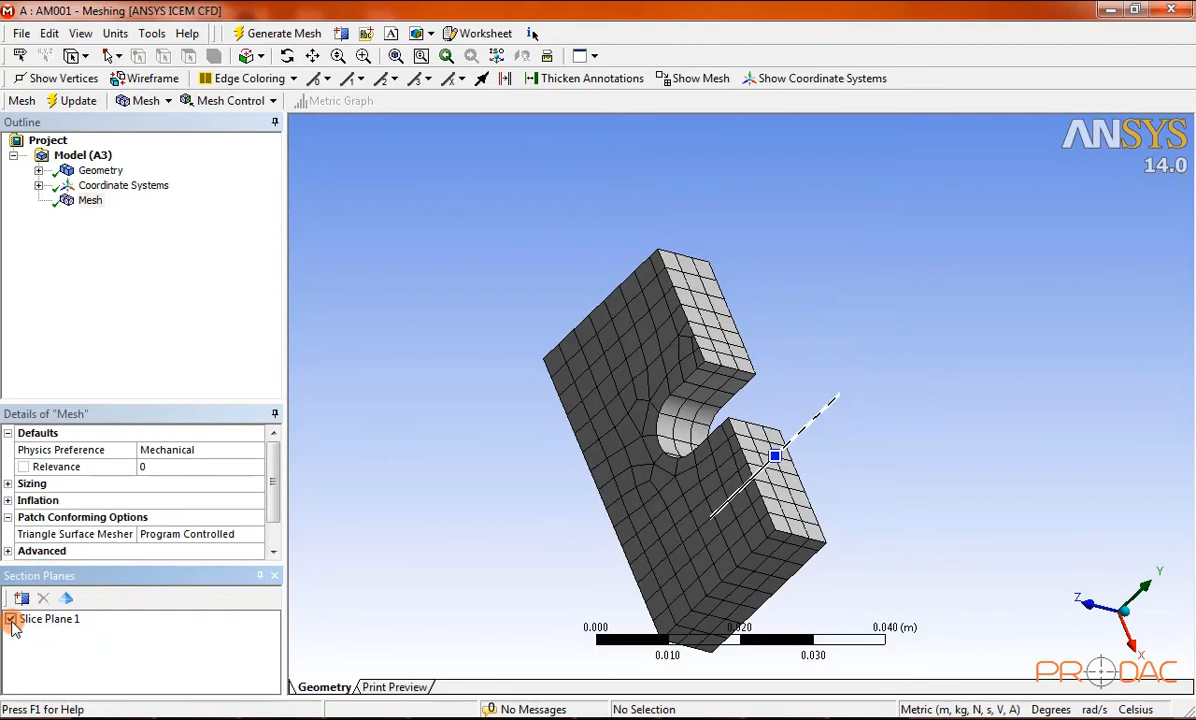 A : AM001 - Meshing [ANSYS ICEM CFD]
File Edit View Units Tools Help Generate Mesh Worksheet
Show Vertices Wireframe Edge Coloring Thicken Annotations Show Mesh Show Coordinate Systems
Mesh Update Mesh Mesh Control Metric Graph
Outline
Project
Model (A3)
Geometry
Coordinate Systems
Mesh
ANSYS
14.0
Details of "Mesh"
Defaults
Physics Preference Mechanical
Relevance 0
Sizing
Inflation
Patch Conforming Options
Triangle Surface Mesher Program Controlled
Advanced
Section Planes
Slice Plane 1
0.000 0.020 0.040 (m)
0.010 0.030
Y
Z
X
PRODAC
Geometry Print Preview
Press F1 for Help 0 No Messages No Selection Metric (m, kg, N, s, V, A) Degrees rad/s Celsius